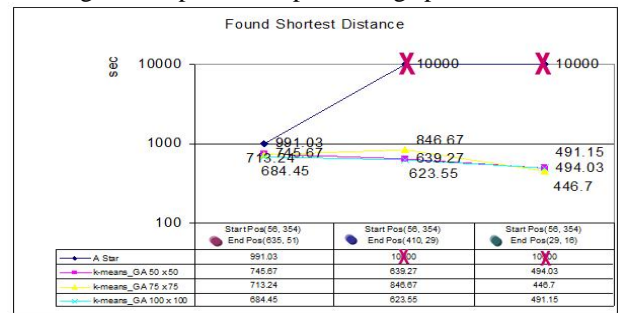 Found Shortest Distance
sec
10000
1000
100
991.03
745.67
713.24
684.45
10000
846.67
639.27
623.55
10000
491.15
494.03
446.7
Start Pos(56, 354) Start Pos(56, 354) Start Pos(56, 354)
End Pos(635, 51) End Pos(410, 29) End Pos(29, 16)
A Star 991.03
k-means_GA 50 x 50 745.67 639.27 494.03
k-means_GA 75 x 75 713.24 846.67 446.7
k-means_GA 100 x 100 684.45 623.55 491.15